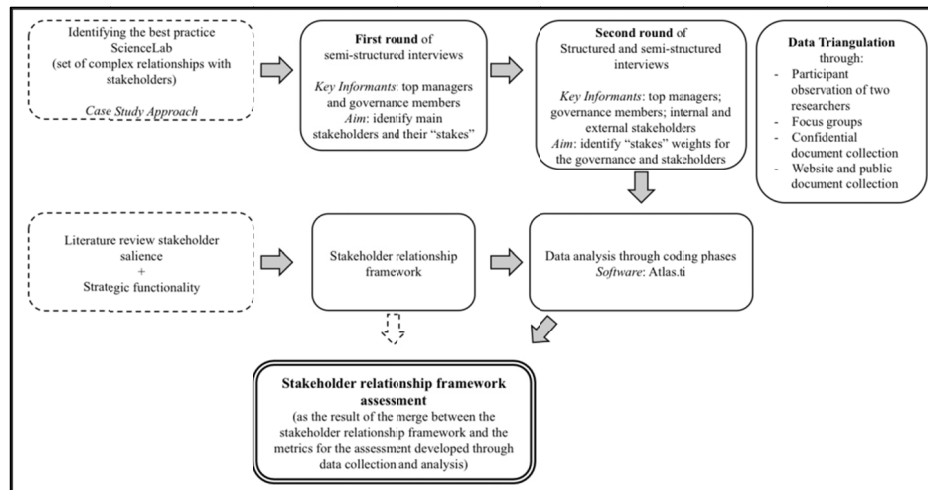 Identifying the best practice
ScienceLab
(set of complex relationships with
stakeholders)
Case Study Approach
First round of
semi-structured interviews
Key Informants: top managers
and governance members
Aim: identify main
stakeholders and their “stakes”
Second round of
Structured and semi-structured
interviews
Key Informants: top managers;
governance members; internal and
external stakeholders
Aim: identify “stakes” weights for
the governance and stakeholders
Data Triangulation
through:
- Participant
observation of two
researchers
- Focus groups
- Confidential
document collection
- Website and public
document collection
Literature review stakeholder
salience
+
Strategic functionality
Stakeholder relationship
framework
Data analysis through coding phases
Software: Atlas.ti
Stakeholder relationship framework
assessment
(as the result of the merge between the
stakeholder relationship framework and the
metrics for the assessment developed through
data collection and analysis)